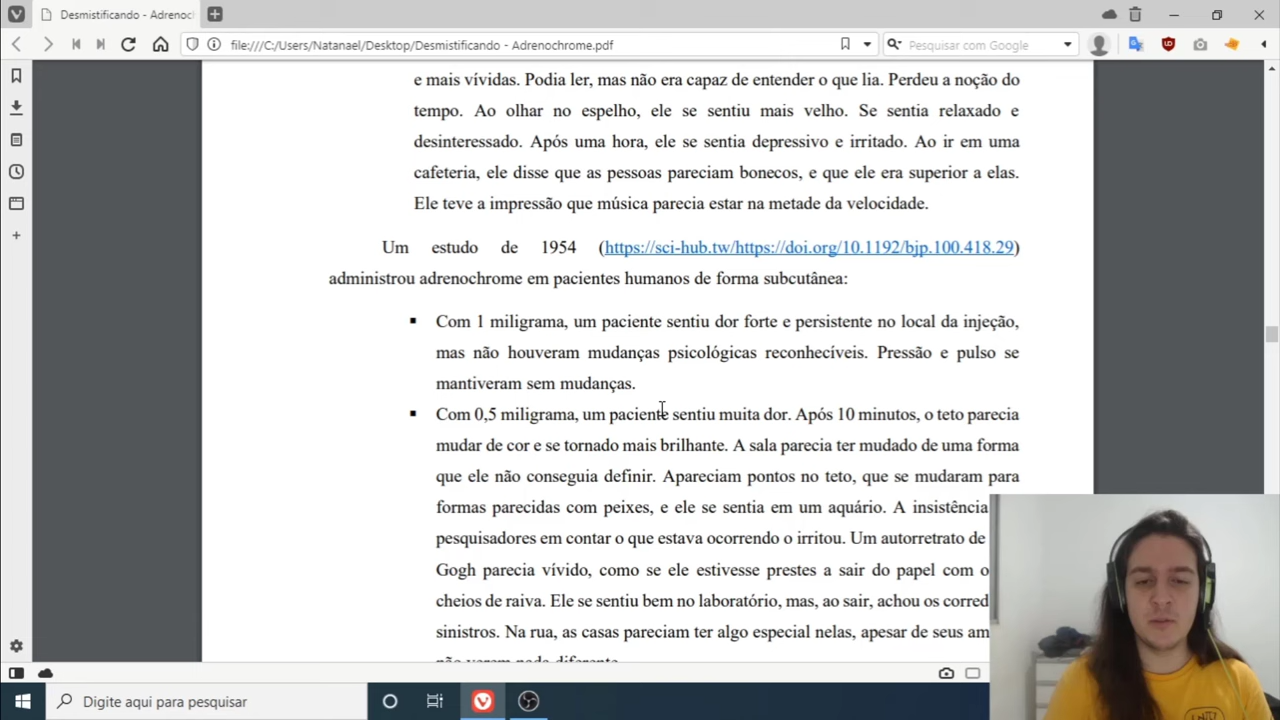 Desmistificando - Adrenoc
file:///C:/Users/Natanael/Desktop/Desmistificando - Adrenochrome.pdf
Pesquisar com Google
e mais vívidas. Podia ler, mas não era capaz de entender o que lia. Perdeu a noção do
tempo. Ao olhar no espelho, ele se sentiu mais velho. Se sentia relaxado e
desinteressado. Após uma hora, ele se sentia depressivo e irritado. Ao ir em uma
cafeteria, ele disse que as pessoas pareciam bonecos, e que ele era superior a elas.
Ele teve a impressão que música parecia estar na metade da velocidade.
Um estudo de 1954 (https://sci-hub.tw/https://doi.org/10.1192/bjp.100.418.29)
administrou adrenochrome em pacientes humanos de forma subcutânea:
▪ Com 1 miligrama, um paciente sentiu dor forte e persistente no local da injeção,
mas não houveram mudanças psicológicas reconhecíveis. Pressão e pulso se
mantiveram sem mudanças.
▪ Com 0,5 miligrama, um paciente sentiu muita dor. Após 10 minutos, o teto parecia
mudar de cor e se tornado mais brilhante. A sala parecia ter mudado de uma forma
que ele não conseguia definir. Apareciam pontos no teto, que se mudaram para
formas parecidas com peixes, e ele se sentia em um aquário. A insistência
pesquisadores em contar o que estava ocorrendo o irritou. Um autorretrato de
Gogh parecia vívido, como se ele estivesse prestes a sair do papel com o
cheios de raiva. Ele se sentiu bem no laboratório, mas, ao sair, achou os corred
sinistros. Na rua, as casas pareciam ter algo especial nelas, apesar de seus am
não verem nada diferente.
Digite aqui para pesquisar